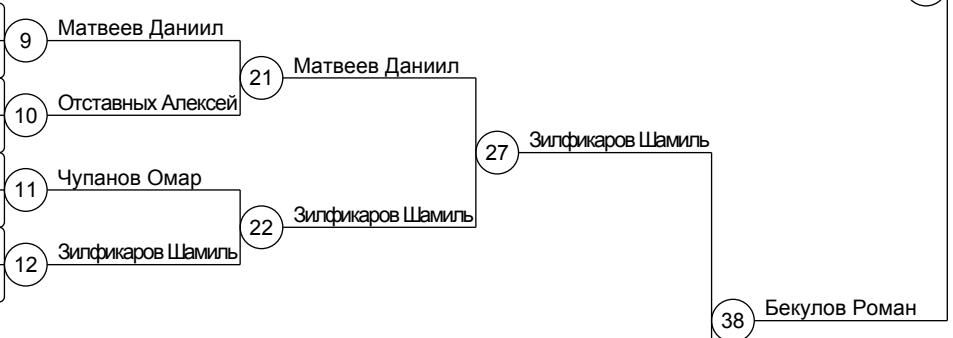 9 Матвеев Даниил
21 Матвеев Даниил
10 Отставных Алексей
27 Зилфикаров Шамиль
11 Чупанов Омар
22 Зилфикаров Шамиль
12 Зилфикаров Шамиль
38 Бекулов Роман